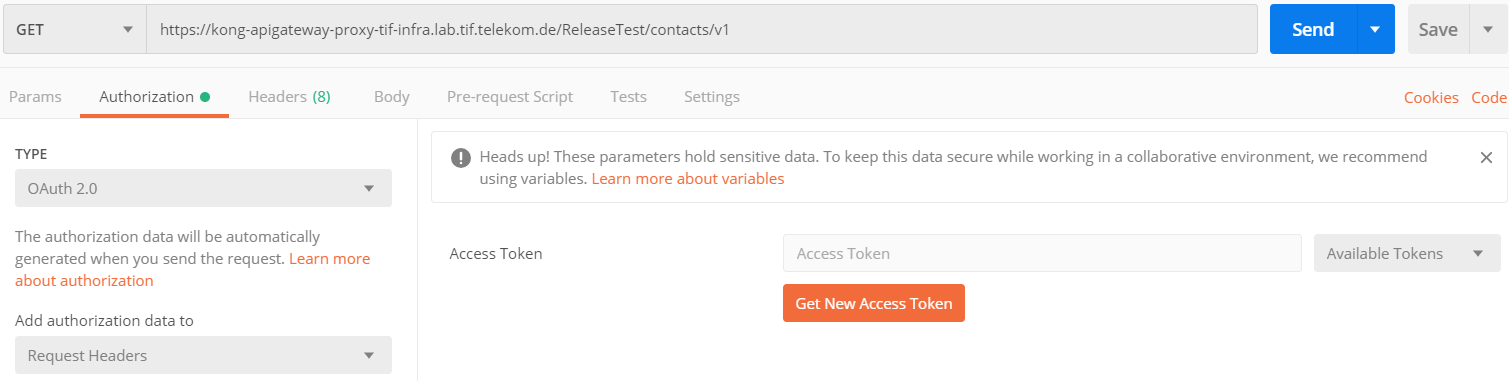 GET https://kong-apigateway-proxy-tif-infra.lab.tif.telekom.de/ReleaseTest/contacts/v1 Send Save
Params Authorization Headers (8) Body Pre-request Script Tests Settings Cookies Code
TYPE
OAuth 2.0
The authorization data will be automatically
generated when you send the request. Learn more
about authorization
Add authorization data to
Request Headers
Heads up! These parameters hold sensitive data. To keep this data secure while working in a collaborative environment, we recommend
using variables. Learn more about variables
Access Token Access Token Available Tokens
Get New Access Token